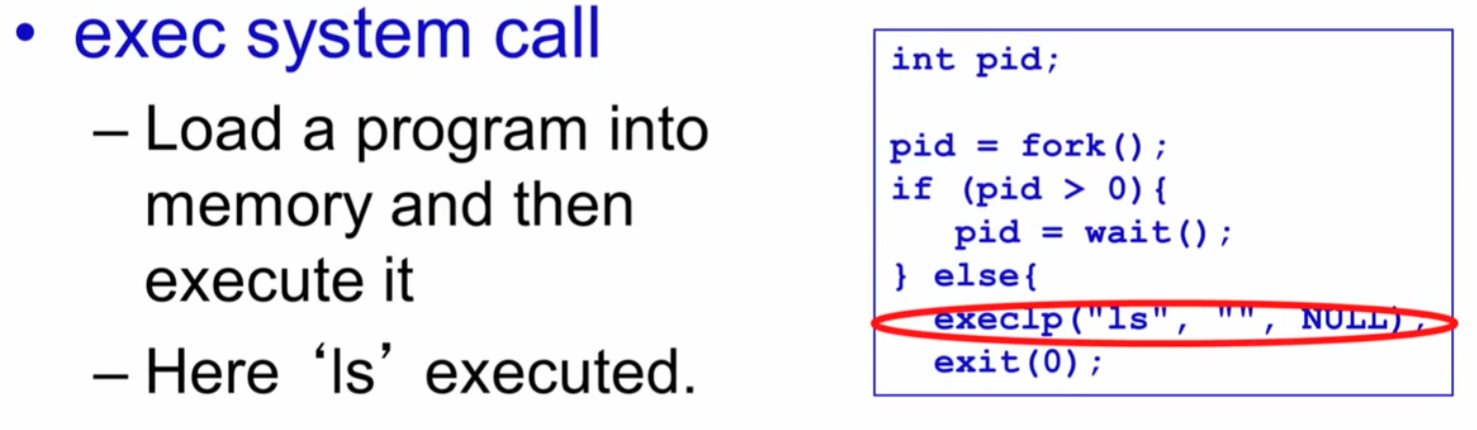 • exec system call
– Load a program into
memory and then
execute it
– Here ‘ls’ executed.
int pid;
pid = fork();
if (pid > 0){
pid = wait();
} else{
execlp("ls", "", NULL),
exit(0);